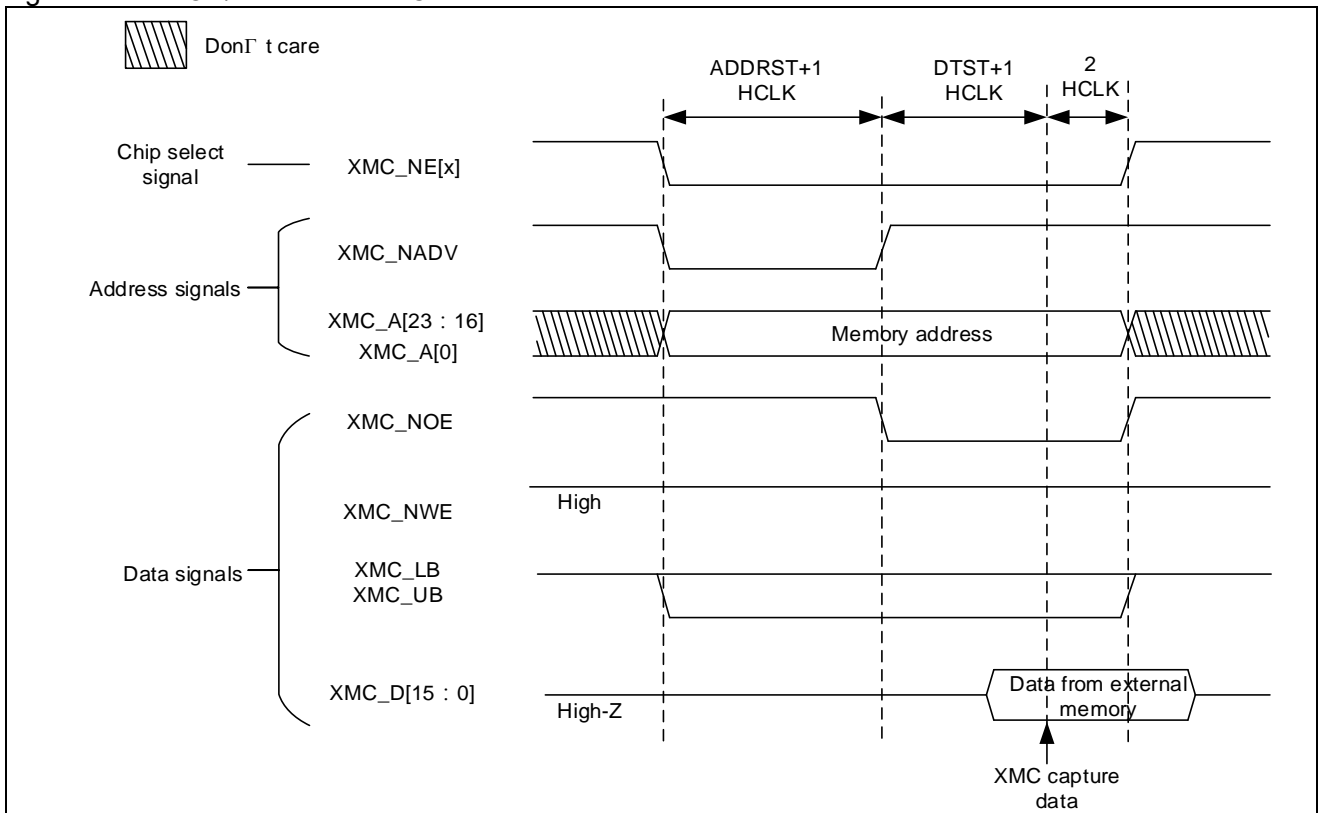 DonΓ t care
ADDRST+1
HCLK
DTST+1
HCLK
2
HCLK
Chip select
signal
XMC_NE[x]
Address signals
XMC_NADV
XMC_A[23：16]
XMC_A[0]
Memory address
Data signals
XMC_NOE
XMC_NWE
High
XMC_LB
XMC_UB
XMC_D[15：0]
High-Z
Data from external
memory
XMC capture
data